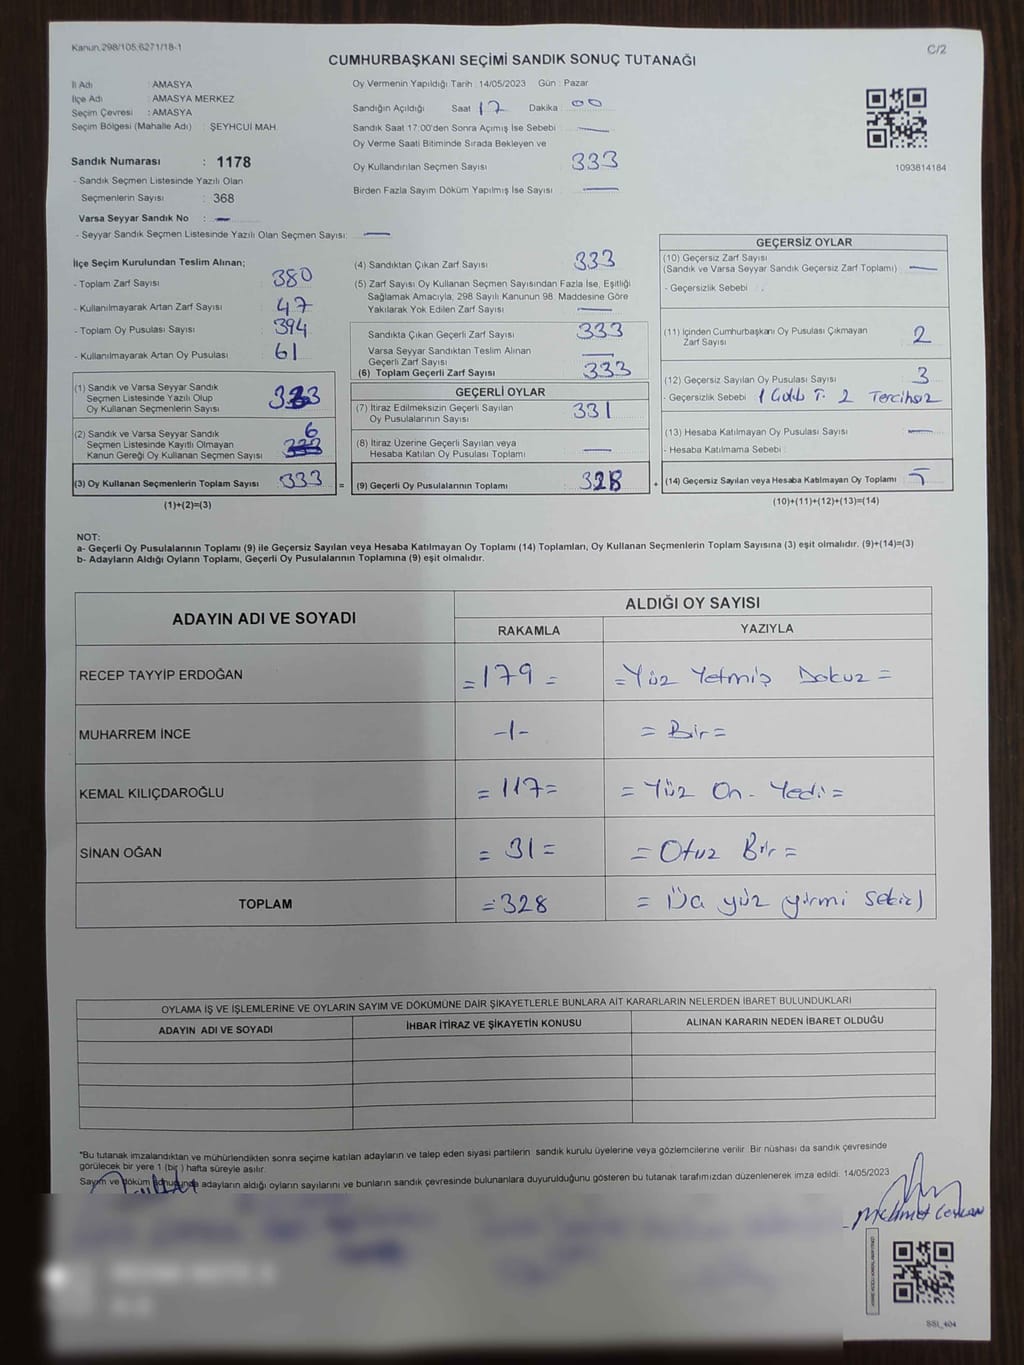 Kanun,298/105;6271/18-1
C/2
CUMHURBAŞKANI SEÇİMİ SANDIK SONUÇ TUTANAĞI
İl Adı : AMASYA
İlçe Adı : AMASYA MERKEZ
Seçim Çevresi : AMASYA
Seçim Bölgesi (Mahalle Adı) : ŞEYHCUİ MAH.
Oy Vermenin Yapıldığı Tarih : 14/05/2023 Gün : Pazar
Sandığın Açıldığı Saat 17 Dakika : 00
Sandık Saat 17:00'den Sonra Açımış İse Sebebi : —
Oy Verme Saati Bitiminde Sırada Bekleyen ve
Oy Kullandırılan Seçmen Sayısı : 333
Birden Fazla Sayım Döküm Yapılmış İse Sayısı : —
1093814184
Sandık Numarası : 1178
- Sandık Seçmen Listesinde Yazılı Olan
Seçmenlerin Sayısı : 368
Varsa Seyyar Sandık No : —
- Seyyar Sandık Seçmen Listesinde Yazılı Olan Seçmen Sayısı: —
İlçe Seçim Kurulundan Teslim Alınan;
- Toplam Zarf Sayısı : 380
- Kullanılmayarak Artan Zarf Sayısı : 47
- Toplam Oy Pusulası Sayısı : 394
- Kullanılmayarak Artan Oy Pusulası : 61
(1) Sandık ve Varsa Seyyar Sandık
Seçmen Listesinde Yazılı Olup
Oy Kullanan Seçmenlerin Sayısı
(2) Sandık ve Varsa Seyyar Sandık
Seçmen Listesinde Kayıtlı Olmayan
Kanun Gereği Oy Kullanan Seçmen Sayısı 6
(3) Oy Kullanan Seçmenlerin Toplam Sayısı 333
(1)+(2)=(3)
(4) Sandıktan Çıkan Zarf Sayısı : 333
(5) Zarf Sayısı Oy Kullanan Seçmen Sayısından Fazla İse, Eşitliği
Sağlamak Amacıyla, 298 Sayılı Kanunun 98. Maddesine Göre
Yakılarak Yok Edilen Zarf Sayısı : —
Sandıkta Çıkan Geçerli Zarf Sayısı : 333
Varsa Seyyar Sandıktan Teslim Alınan
Geçerli Zarf Sayısı : —
(6) Toplam Geçerli Zarf Sayısı : 333
GEÇERLİ OYLAR
(7) İtiraz Edilmeksizin Geçerli Sayılan
Oy Pusulalarının Sayısı : 331
(8) İtiraz Üzerine Geçerli Sayılan veya
Hesaba Katılan Oy Pusulası Toplamı : —
= (9) Geçerli Oy Pusulalarının Toplamı : 328 +
GEÇERSİZ OYLAR
(10) Geçersiz Zarf Sayısı
(Sandık ve Varsa Seyyar Sandık Geçersiz Zarf Toplamı) —
- Geçersizlik Sebebi :
(11) İçinden Cumhurbaşkanı Oy Pusulası Çıkmayan
Zarf Sayısı : 2
(12) Geçersiz Sayılan Oy Pusulası Sayısı : 3
- Geçersizlik Sebebi : 1 2 Tercihsiz
(13) Hesaba Katılmayan Oy Pusulası Sayısı : —
- Hesaba Katılmama Sebebi :
(14) Geçersiz Sayılan veya Hesaba Katılmayan Oy Toplamı : 5
(10)+(11)+(12)+(13)=(14)
NOT:
a- Geçerli Oy Pusulalarının Toplamı (9) ile Geçersiz Sayılan veya Hesaba Katılmayan Oy Toplamı (14) Toplamları, Oy Kullanan Seçmenlerin Toplam Sayısına (3) eşit olmalıdır. (9)+(14)=(3)
b- Adayların Aldığı Oyların Toplamı, Geçerli Oy Pusulalarının Toplamına (9) eşit olmalıdır.
ADAYIN ADI VE SOYADI ALDIĞI OY SAYISI
RAKAMLA YAZIYLA
RECEP TAYYİP ERDOĞAN =179= =Yüz Yetmiş Dokuz=
MUHARREM İNCE -1- =Bir=
KEMAL KILIÇDAROĞLU =117= =Yüz On-Yedi=
SİNAN OĞAN =31= =Otuz Bir=
TOPLAM =328 = yüz yirmi sekiz)
OYLAMA İŞ VE İŞLEMLERİNE VE OYLARIN SAYIM VE DÖKÜMÜNE DAİR ŞİKAYETLERLE BUNLARA AİT KARARLARIN NELERDEN İBARET BULUNDUKLARI
ADAYIN ADI VE SOYADI İHBAR İTİRAZ VE ŞİKAYETİN KONUSU ALINAN KARARIN NEDEN İBARET OLDUĞU
*Bu tutanak imzalandıktan ve mühürlendikten sonra seçime katılan adayların ve talep eden siyasi partilerin sandık kurulu üyelerine veya gözlemcilerine verilir. Bir nüshası da sandık çevresinde
görülecek bir yere 1 (bir) hafta süreyle asılır.
Sayım ve döküm sonucunda adayların aldığı oyların sayılarını ve bunların sandık çevresinde bulunanlara duyurulduğunu gösteren bu tutanak tarafımızdan düzenlenerek imza edildi. 14/05/2023
Mehmet Ceylan
SSI_404